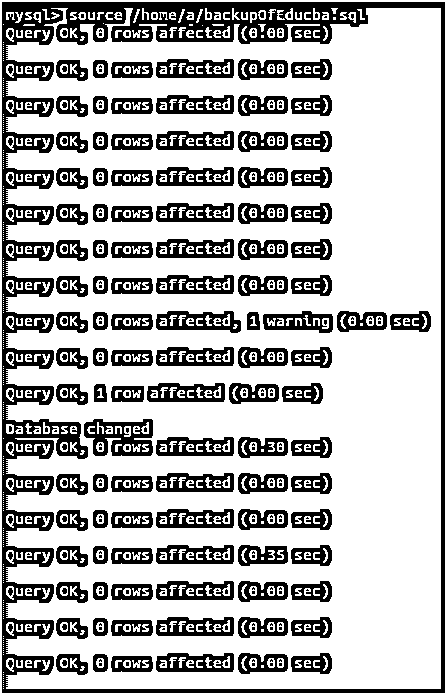 mysql> source /home/a/backupOfEducba.sql
Query OK, 0 rows affected (0.00 sec)
Query OK, 0 rows affected (0.00 sec)
Query OK, 0 rows affected (0.00 sec)
Query OK, 0 rows affected (0.00 sec)
Query OK, 0 rows affected (0.00 sec)
Query OK, 0 rows affected (0.00 sec)
Query OK, 0 rows affected (0.00 sec)
Query OK, 0 rows affected (0.00 sec)
Query OK, 0 rows affected, 1 warning (0.00 sec)
Query OK, 0 rows affected (0.00 sec)
Query OK, 1 row affected (0.00 sec)
Database changed
Query OK, 0 rows affected (0.30 sec)
Query OK, 0 rows affected (0.00 sec)
Query OK, 0 rows affected (0.00 sec)
Query OK, 0 rows affected (0.35 sec)
Query OK, 0 rows affected (0.00 sec)
Query OK, 0 rows affected (0.00 sec)
Query OK, 0 rows affected (0.00 sec)